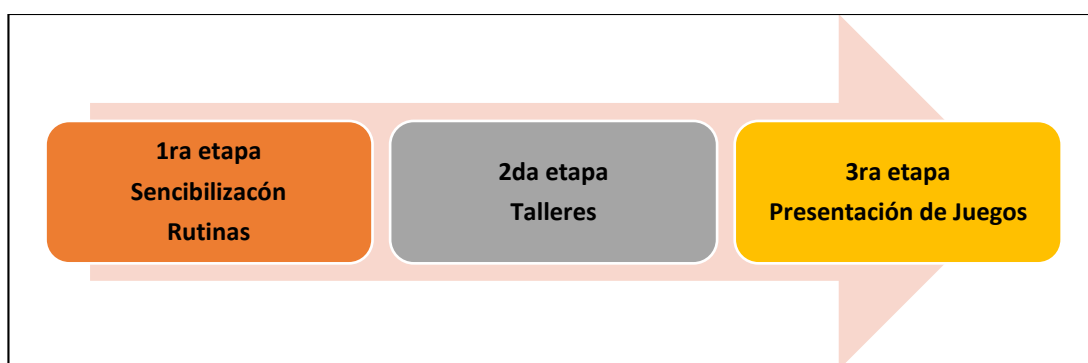 1ra etapa
Sencibilizacón
Rutinas
2da etapa
Talleres
3ra etapa
Presentación de Juegos